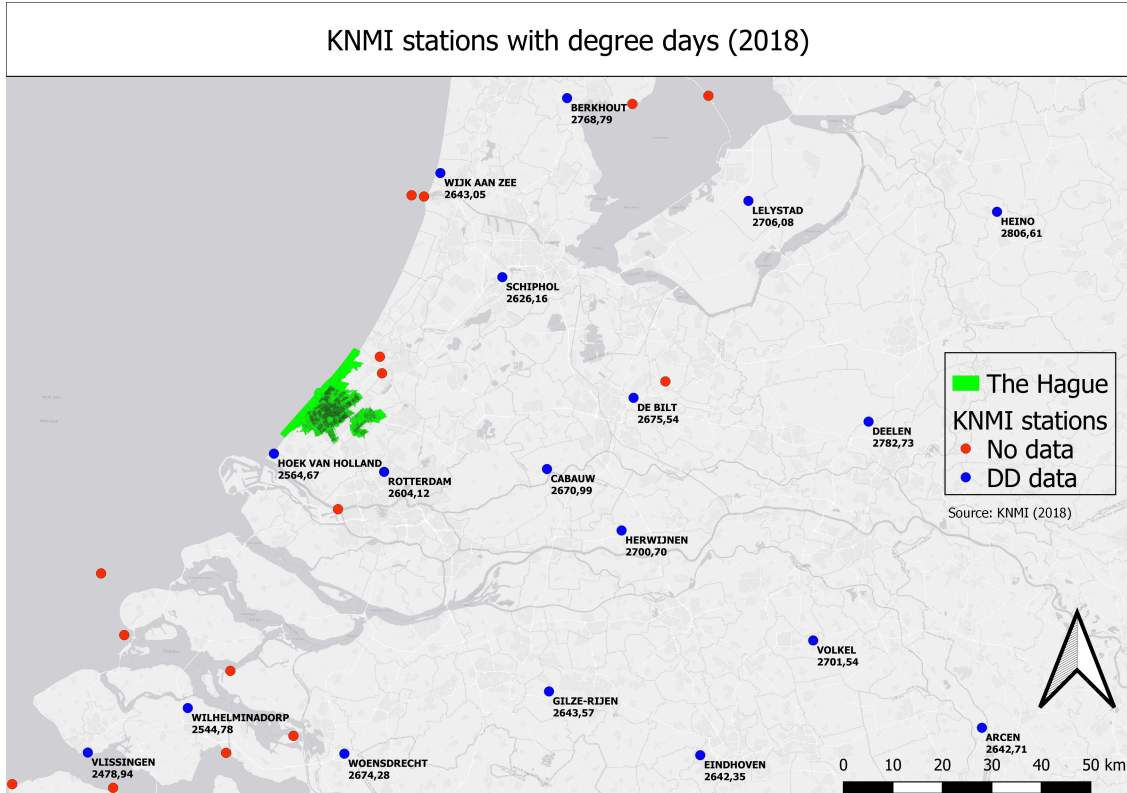 KNMI stations with degree days (2018)
BERKHOUT
2768,79
WIJK AAN ZEE
2643,05
LELYSTAD
2706,08
HEINO
2806,61
SCHIPHOL
2626,16
The Hague
KNMI stations
No data
DD data
Source: KNMI (2018)
DE BILT
2675,54
DEELEN
2782,73
HOEK VAN HOLLAND
2564,67
ROTTERDAM
2604,12
CABAUW
2670,99
HERWIJNEN
2700,70
VOLKEL
2701,54
GILZE-RIJEN
2643,57
WILHELMINADORP
2544,78
ARCEN
2642,71
VLISSINGEN
2478,94
WOENSDRECHT
2674,28
EINDHOVEN
2642,35
0 10 20 30 40 50 km